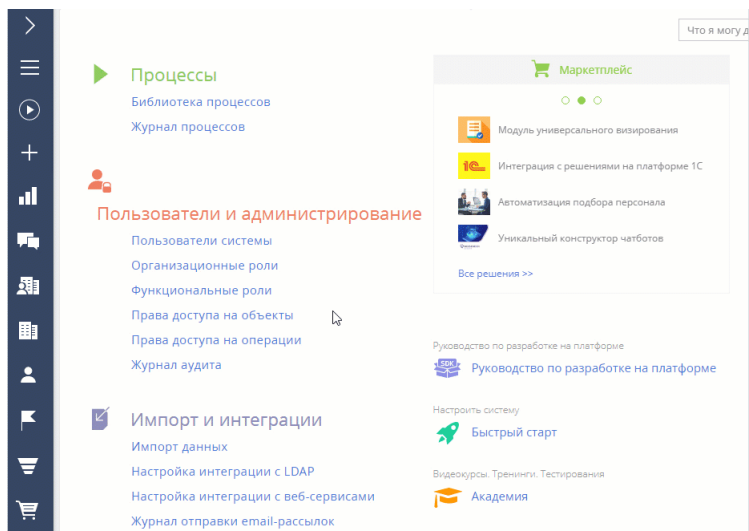 Что я могу д
Процессы
Библиотека процессов
Журнал процессов
Пользователи и администрирование
Пользователи системы
Организационные роли
Функциональные роли
Права доступа на объекты
Права доступа на операции
Журнал аудита
Импорт и интеграции
Импорт данных
Настройка интеграции с LDAP
Настройка интеграции с веб-сервисами
Журнал отправки email-рассылок
Маркетплейс
Модуль универсального визирования
1С
Интеграция с решениями на платформе 1С
Автоматизация подбора персонала
Уникальный конструктор чатботов
Все решения >>
Руководство по разработке на платформе
SDK
Руководство по разработке на платформе
Настроить систему
Быстрый старт
Видеокурсы. Тренинги. Тестирования
Академия